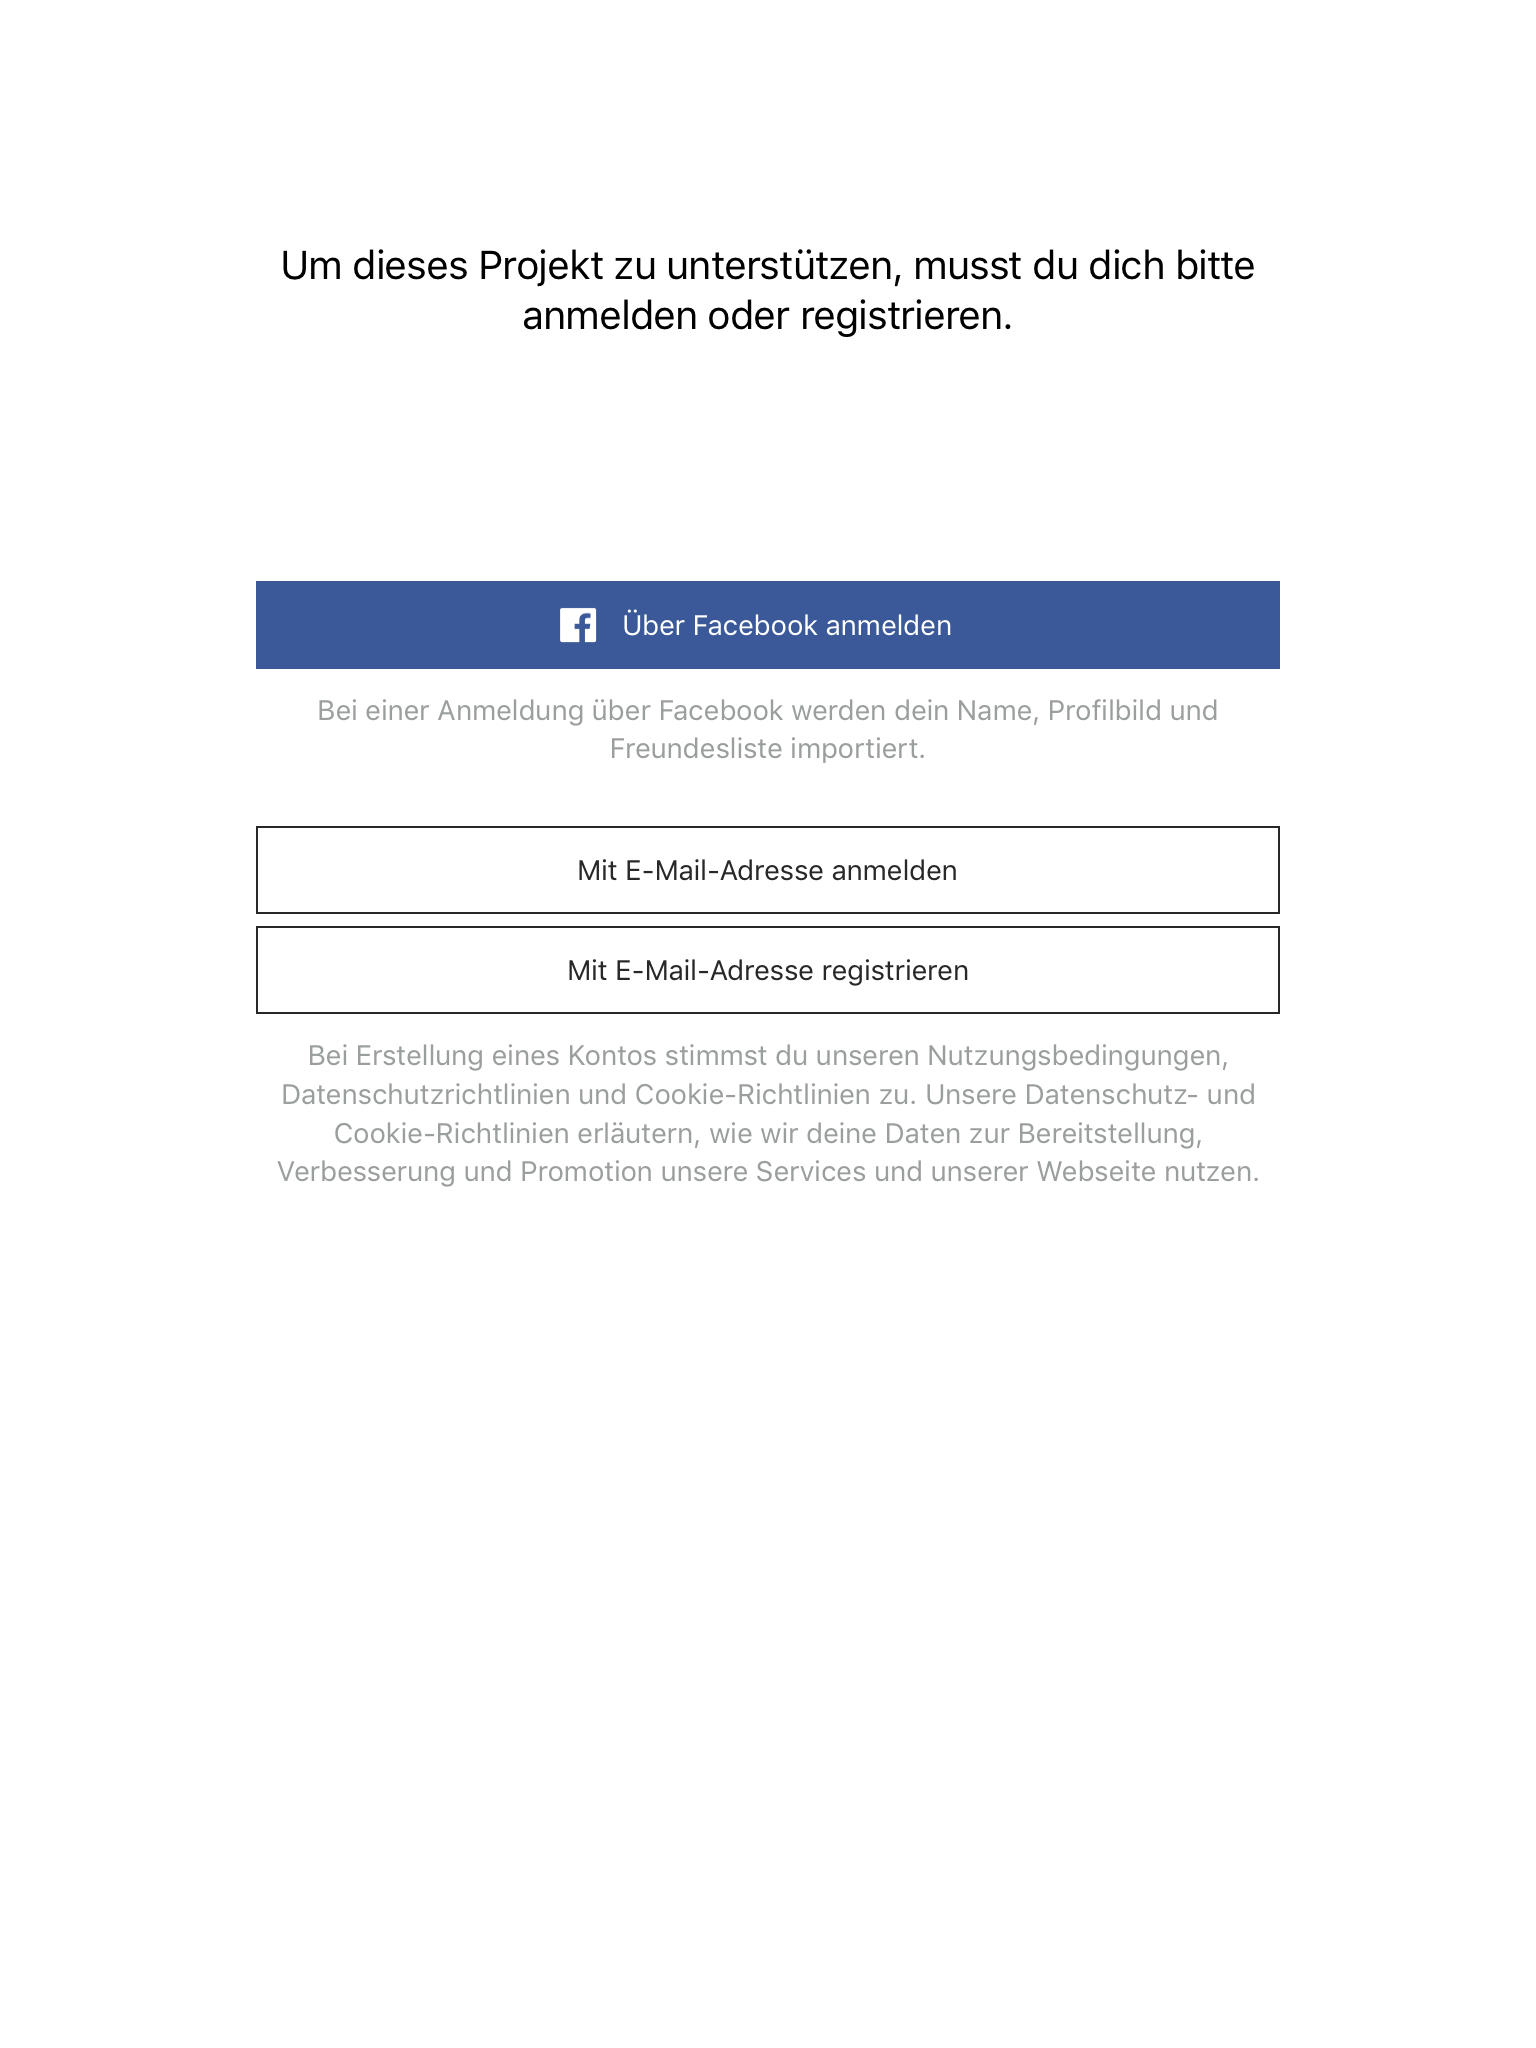 Um dieses Projekt zu unterstützen, musst du dich bitte
anmelden oder registrieren.
Über Facebook anmelden
Bei einer Anmeldung über Facebook werden dein Name, Profilbild und
Freundesliste importiert.
Mit E-Mail-Adresse anmelden
Mit E-Mail-Adresse registrieren
Bei Erstellung eines Kontos stimmst du unseren Nutzungsbedingungen,
Datenschutzrichtlinien und Cookie-Richtlinien zu. Unsere Datenschutz- und
Cookie-Richtlinien erläutern, wie wir deine Daten zur Bereitstellung,
Verbesserung und Promotion unsere Services und unserer Webseite nutzen.